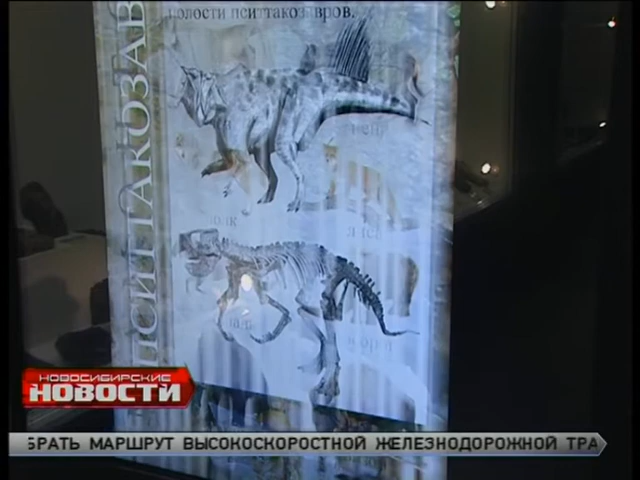 полости пситтакозавров.
ПСИТТАКОЗАВ
НОВОСИБИРСКИЕ
НОВОСТИ
БРАТЬ МАРШРУТ ВЫСОКОСКОРОСТНОЙ ЖЕЛЕЗНОДОРОЖНОЙ ТРА